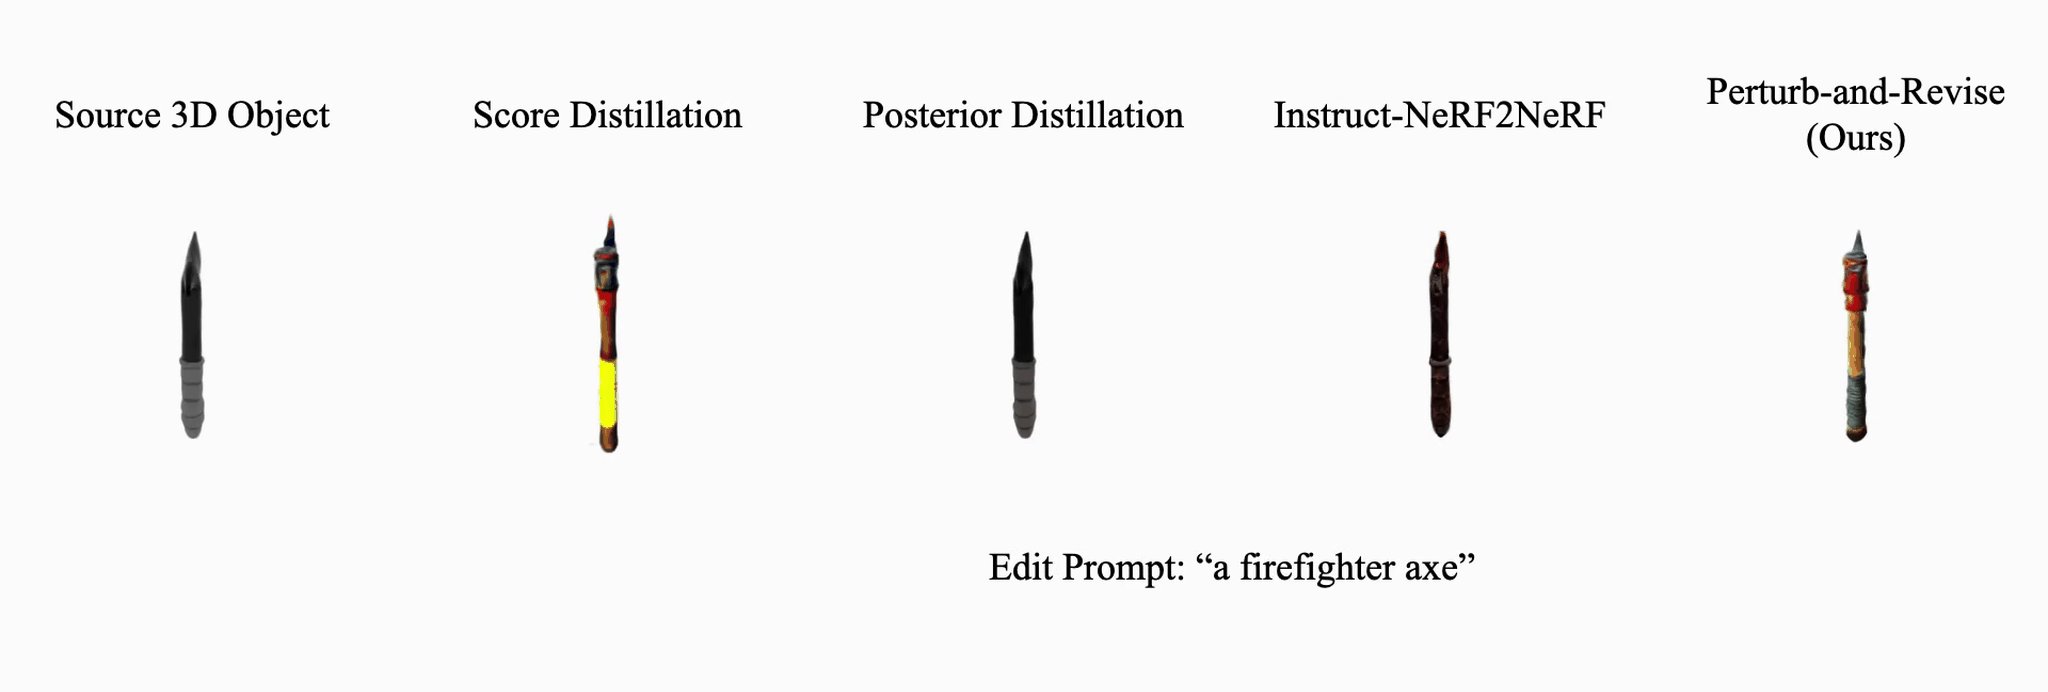 Source 3D Object
Score Distillation
Posterior Distillation
Instruct-NeRF2NeRF
Perturb-and-Revise
(Ours)
Edit Prompt: “a firefighter axe”